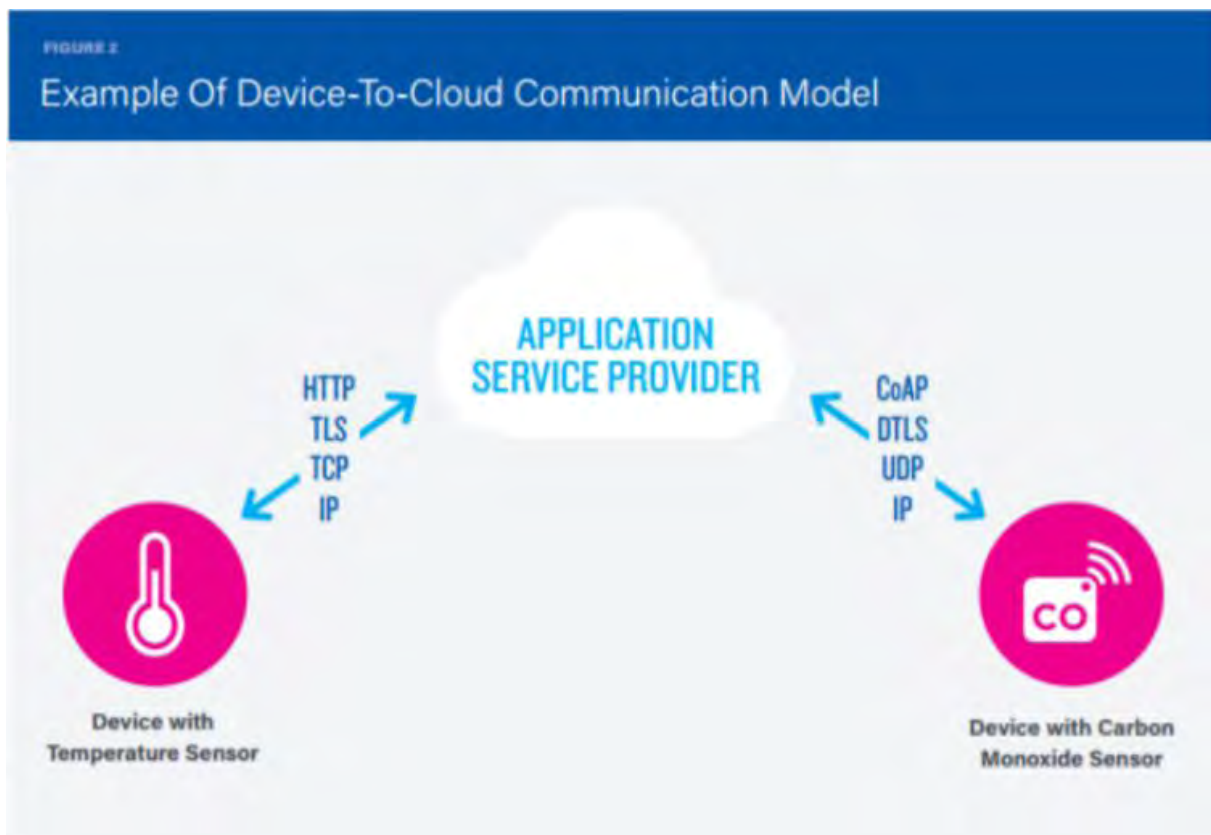 FIGURE 2
Example Of Device-To-Cloud Communication Model
APPLICATION
SERVICE PROVIDER
HTTP
TLS
TCP
IP
CoAP
DTLS
UDP
IP
CO
Device with
Temperature Sensor
Device with Carbon
Monoxide Sensor